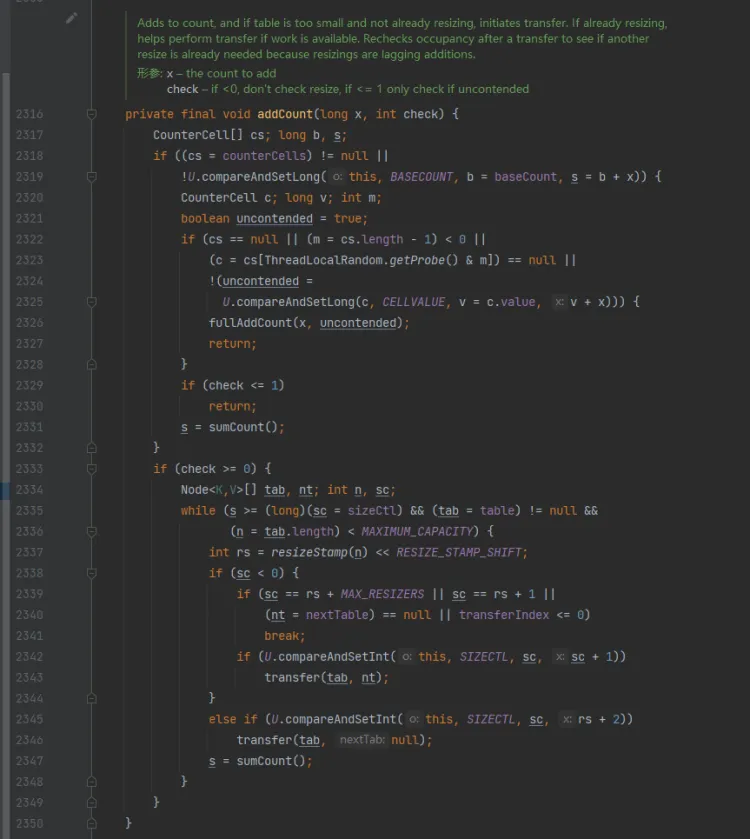 Adds to count, and if table is too small and not already resizing, initiates transfer. If already resizing,
helps perform transfer if work is available. Rechecks occupancy after a transfer to see if another
resize is already needed because resizings are lagging additions.
形参: x – the count to add
check – if <0, don't check resize, if <= 1 only check if uncontended
2316 private final void addCount(long x, int check) {
2317 CounterCell[] cs; long b, s;
2318 if ((cs = counterCells) != null ||
2319 !U.compareAndSetLong( o: this, BASECOUNT, b = baseCount, s = b + x)) {
2320 CounterCell c; long v; int m;
2321 boolean uncontended = true;
2322 if (cs == null || (m = cs.length - 1) < 0 ||
2323 (c = cs[ThreadLocalRandom.getProbe() & m]) == null ||
2324 !(uncontended =
2325 U.compareAndSetLong(c, CELLVALUE, v = c.value, x: v + x))) {
2326 fullAddCount(x, uncontended);
2327 return;
2328 }
2329 if (check <= 1)
2330 return;
2331 s = sumCount();
2332 }
2333 if (check >= 0) {
2334 Node<K,V>[] tab, nt; int n, sc;
2335 while (s >= (long)(sc = sizeCtl) && (tab = table) != null &&
2336 (n = tab.length) < MAXIMUM_CAPACITY) {
2337 int rs = resizeStamp(n) << RESIZE_STAMP_SHIFT;
2338 if (sc < 0) {
2339 if (sc == rs + MAX_RESIZERS || sc == rs + 1 ||
2340 (nt = nextTable) == null || transferIndex <= 0)
2341 break;
2342 if (U.compareAndSetInt( o: this, SIZECTL, sc, x: sc + 1))
2343 transfer(tab, nt);
2344 }
2345 else if (U.compareAndSetInt( o: this, SIZECTL, sc, x: rs + 2))
2346 transfer(tab, nextTab: null);
2347 s = sumCount();
2348 }
2349 }
2350 }